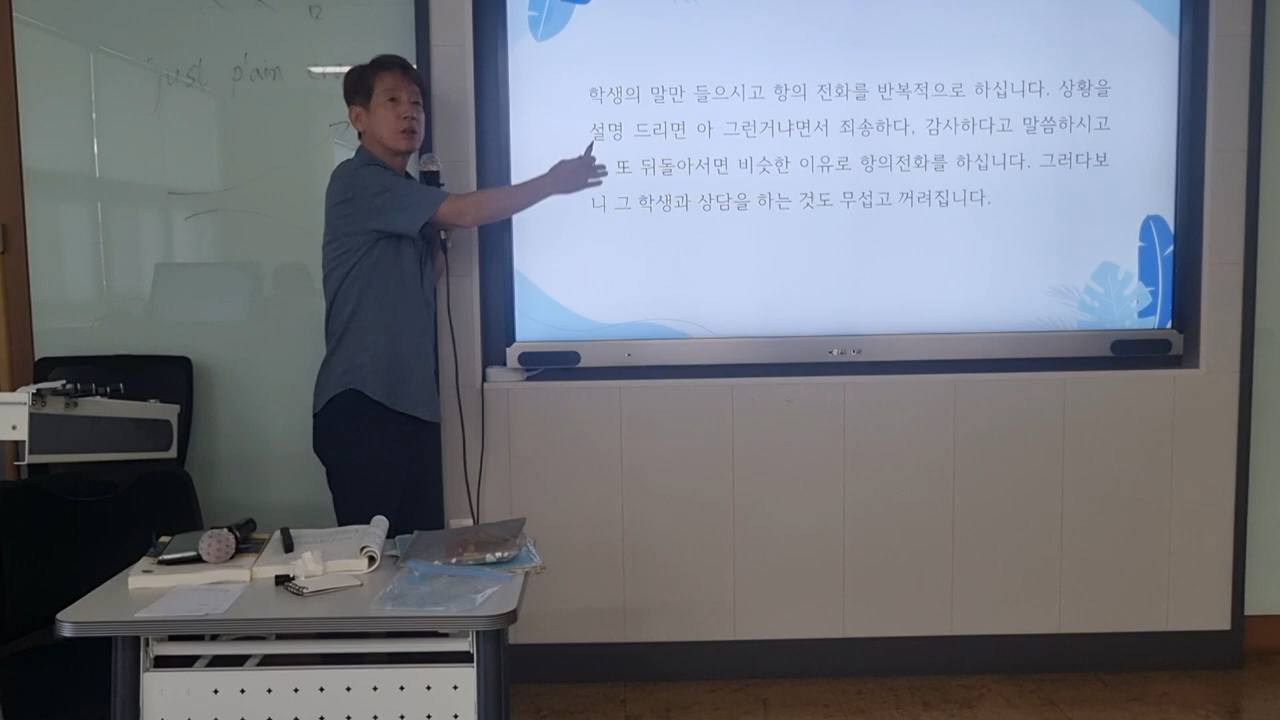 just plain
학생의 말만 들으시고 항의 전화를 반복적으로 하십니다. 상황을
설명 드리면 아 그런거냐면서 죄송하다, 감사하다고 말씀하시고
또 뒤돌아서면 비슷한 이유로 항의전화를 하십니다. 그러다보
니 그 학생과 상담을 하는 것도 무섭고 꺼려집니다.